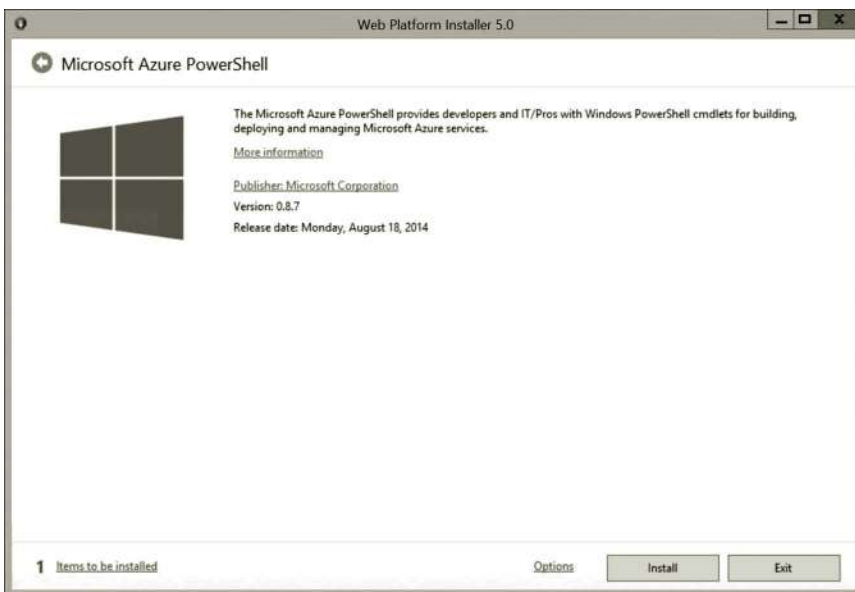 Web Platform Installer 5.0
Microsoft Azure PowerShell
The Microsoft Azure PowerShell provides developers and IT/Pros with Windows PowerShell cmdlets for building,
deploying and managing Microsoft Azure services.
More information
Publisher: Microsoft Corporation
Version: 0.8.7
Release date: Monday, August 18, 2014
1 Items to be installed
Options
Install
Exit